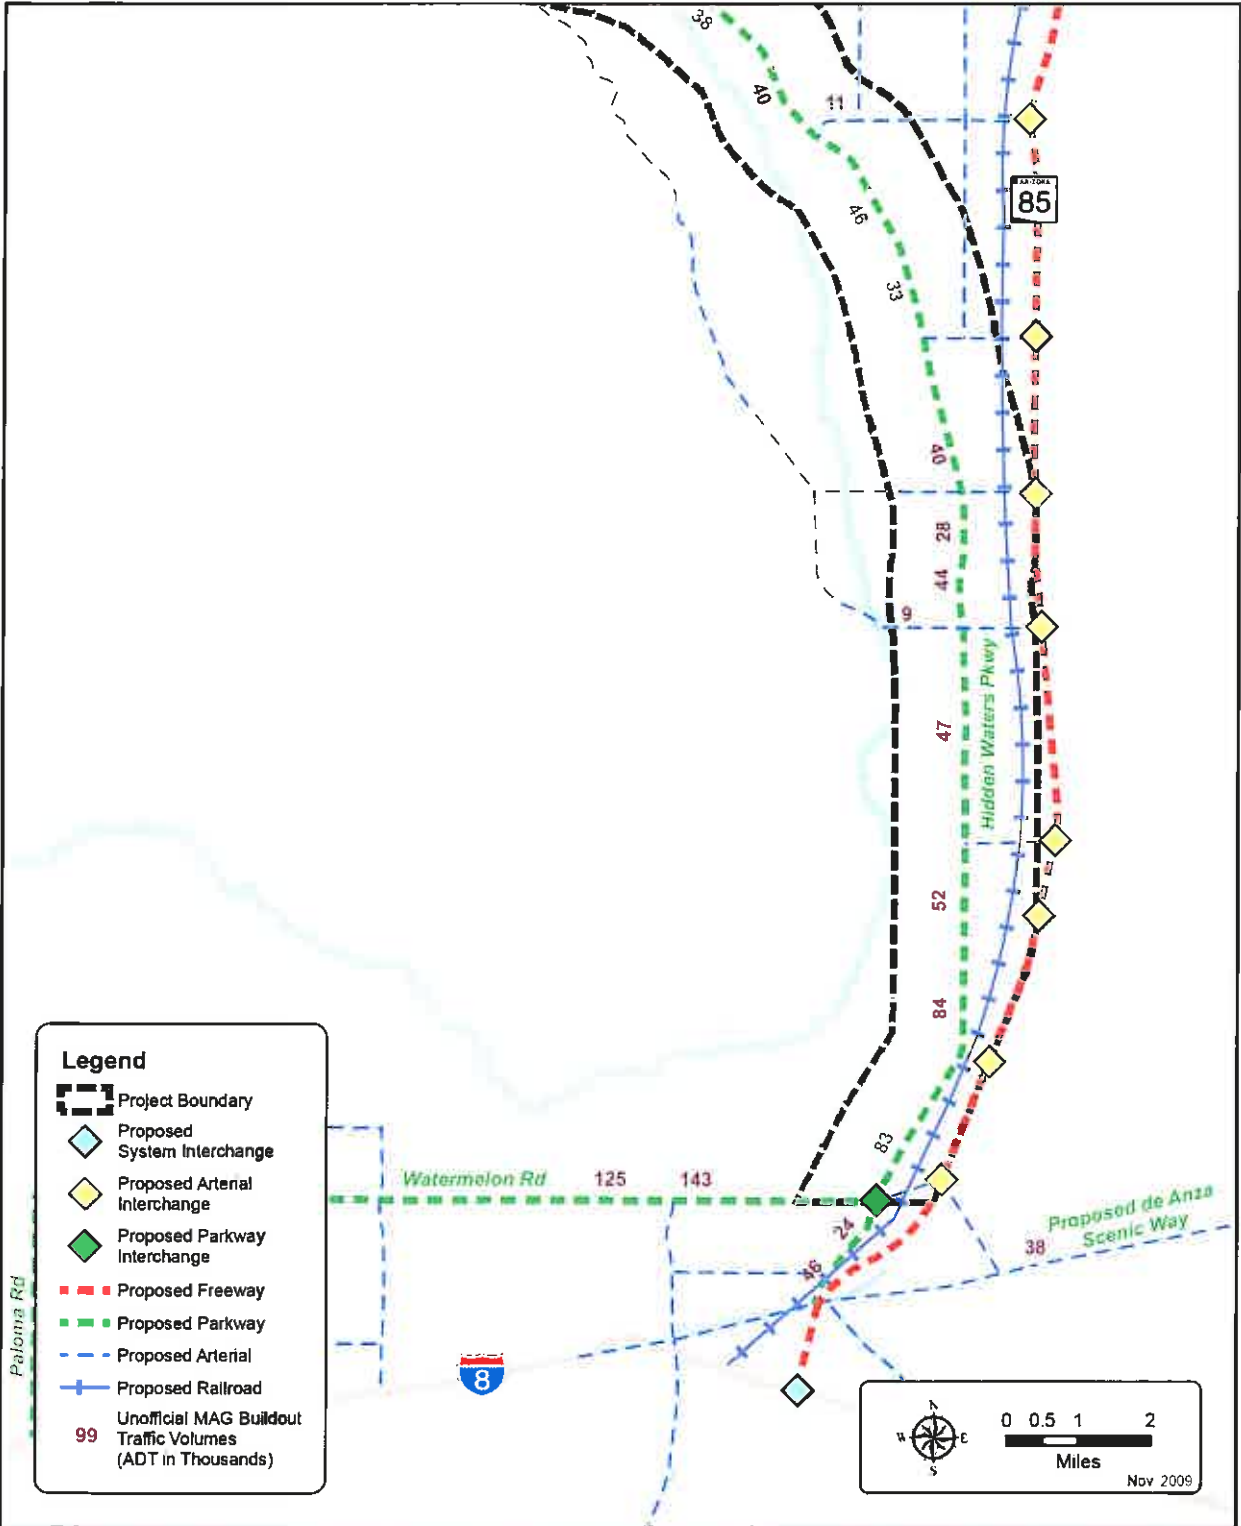 38
40
11
ARIZONA
85
46
33
40
28
44
9
Hidden Waters Pkwy
47
52
84
83
Watermelon Rd
125
143
24
46
38
Proposed de Anza
Scenic Way
Paloma Rd
8
Legend
Project Boundary
Proposed
System Interchange
Proposed Arterial
Interchange
Proposed Parkway
Interchange
Proposed Freeway
Proposed Parkway
Proposed Arterial
Proposed Railroad
99
Unofficial MAG Buildout
Traffic Volumes
(ADT in Thousands)
N
W
E
S
0 0.5 1 2
Miles
Nov 2009